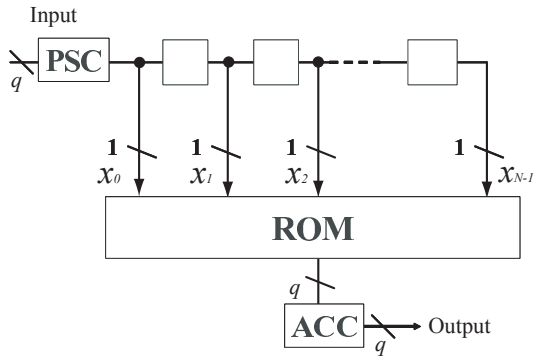 Input
PSC
q
1 1 1 1
x0 x1 x2 xN-1
ROM
q
ACC
Output
q